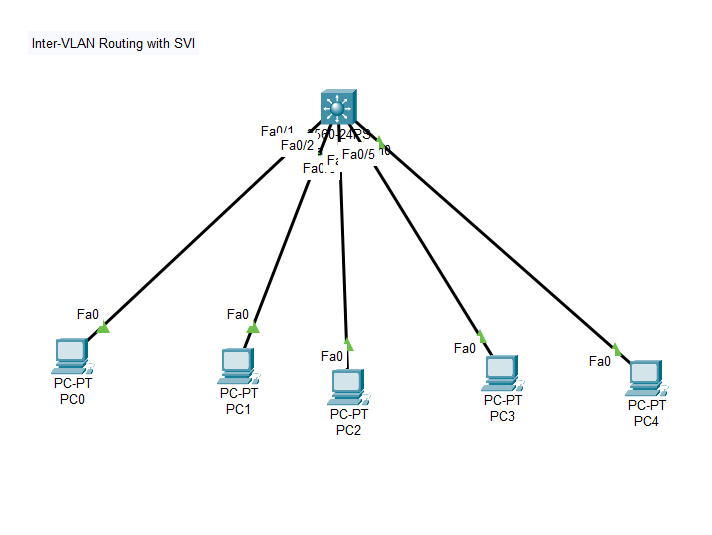 Inter-VLAN Routing with SVI
Fa0/1
Fa0/2
Fa0/5
Fa0
Fa0
Fa0
Fa0
Fa0
PC-PT
PC0
PC-PT
PC1
PC-PT
PC2
PC-PT
PC3
PC-PT
PC4